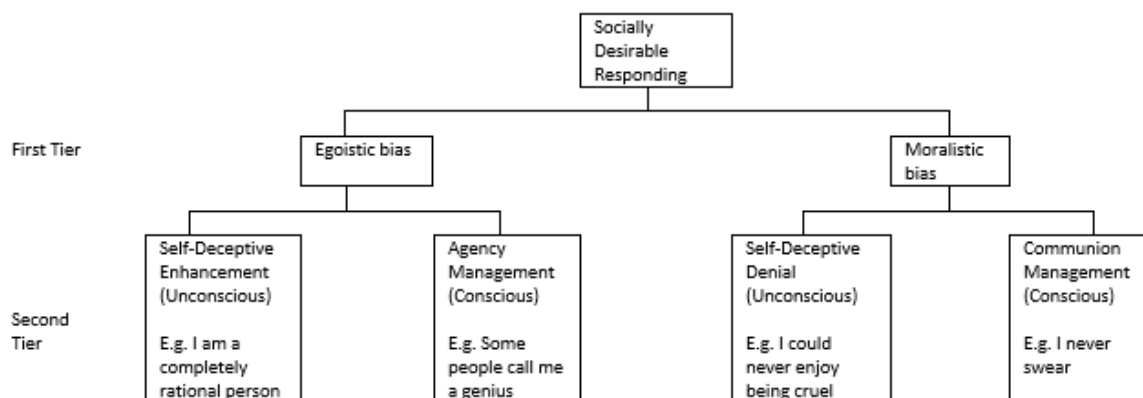 Socially
Desirable
Responding
First Tier
Egoistic bias
Moralistic
bias
Second
Tier
Self-Deceptive
Enhancement
(Unconscious)
E.g. I am a
completely
rational person
Agency
Management
(Conscious)
E.g. Some
people call me
a genius
Self-Deceptive
Denial
(Unconscious)
E.g. I could
never enjoy
being cruel
Communion
Management
(Conscious)
E.g. I never
swear